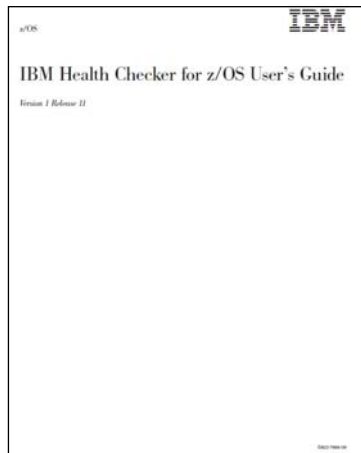 z/OS
IBM
IBM Health Checker for z/OS User's Guide
Version 1 Release 11